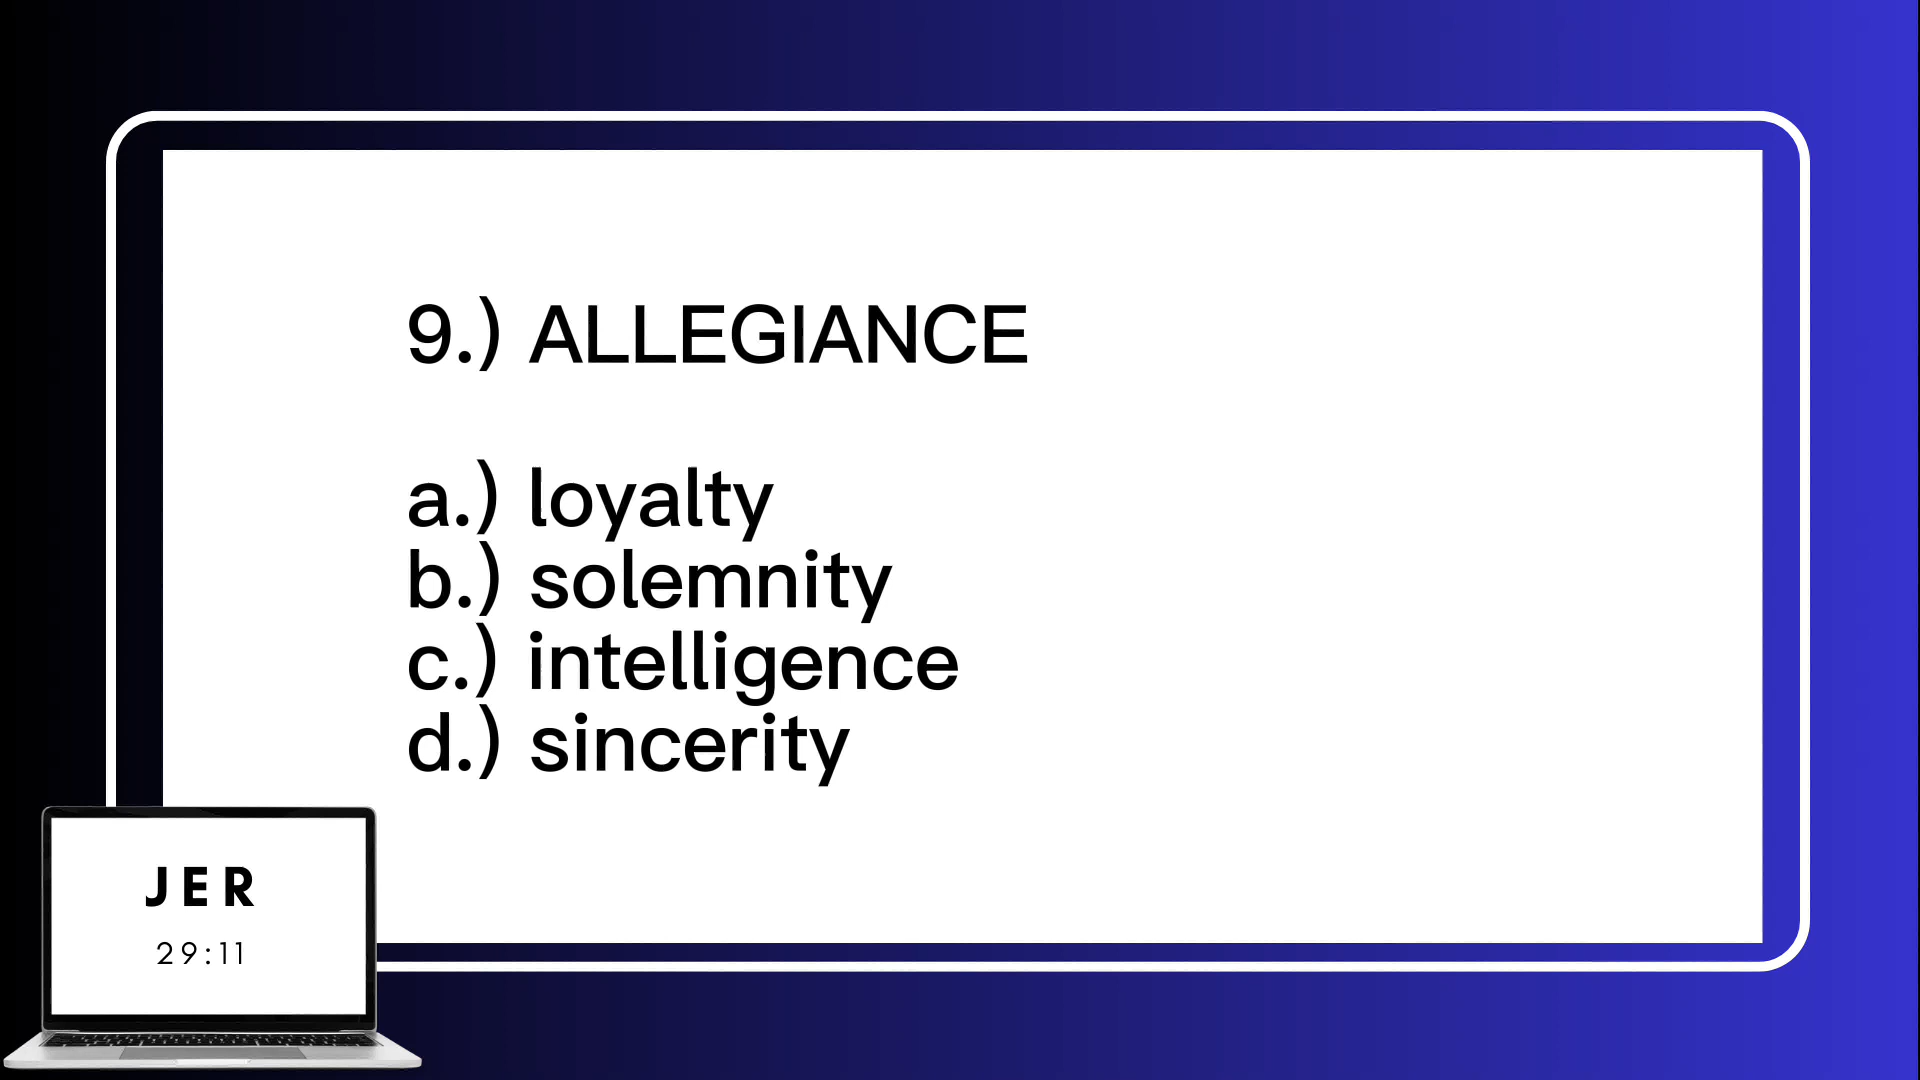 9.) ALLEGIANCE
a.) loyalty
b.) solemnity
c.) intelligence
d.) sincerity
JER
29:11